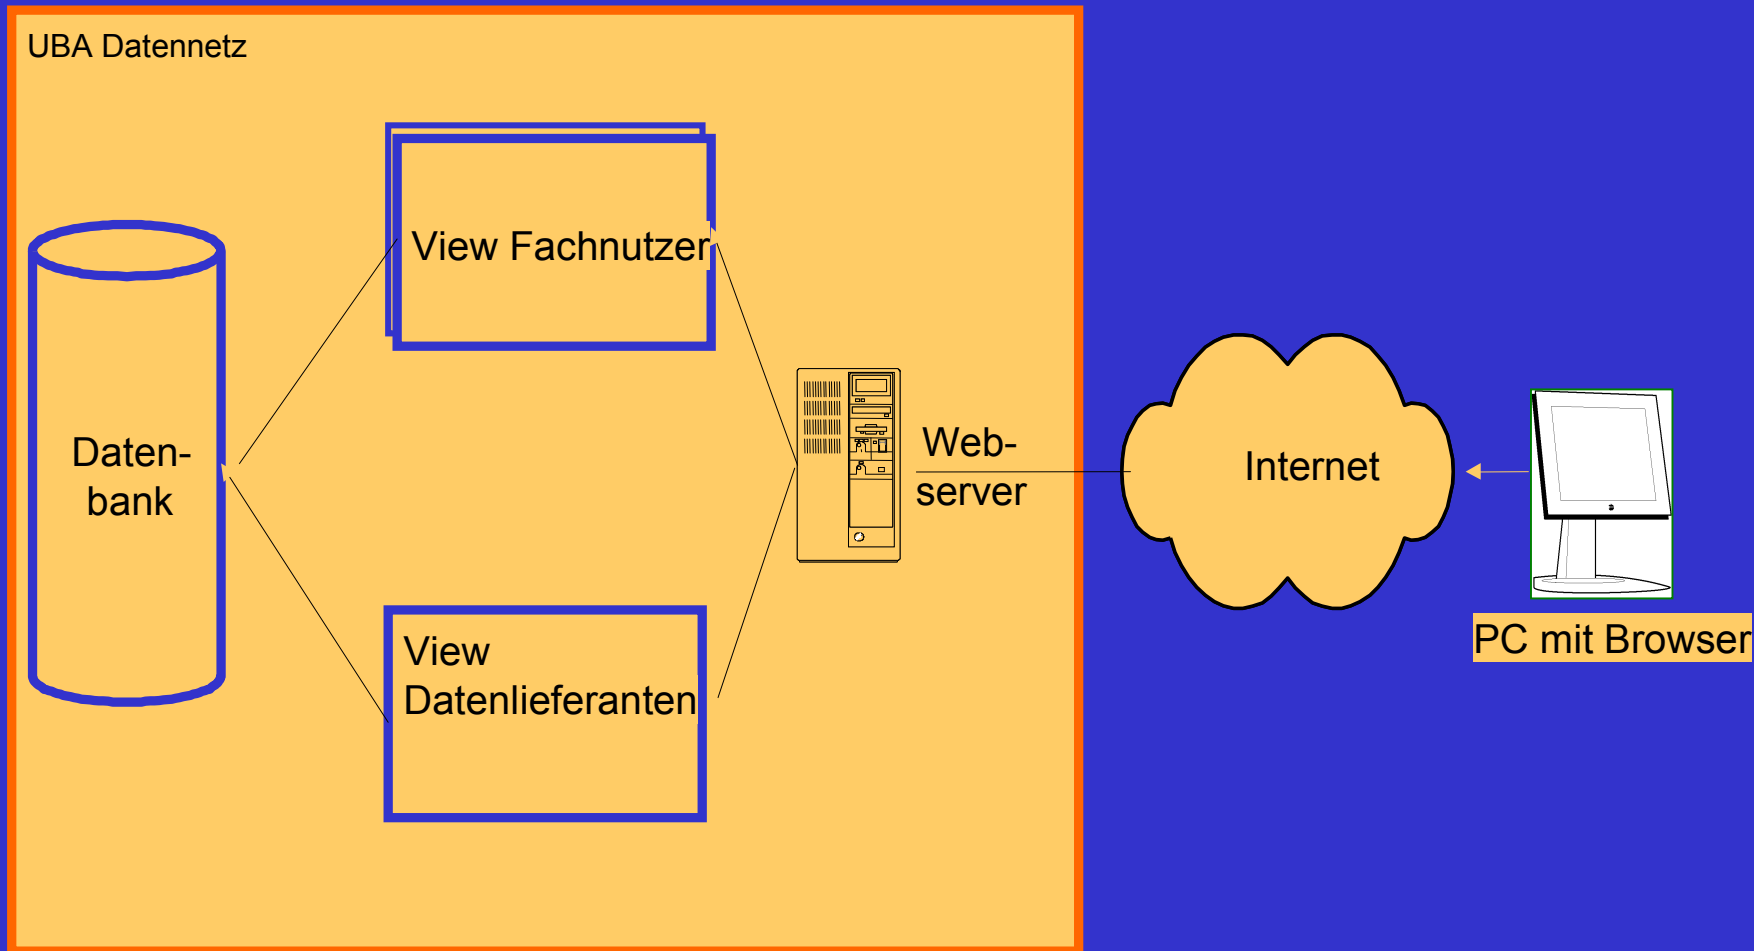 UBA Datennetz
View Fachnutzer
Daten-
bank
Web-
server
Internet
View
Datenlieferanten
PC mit Browser